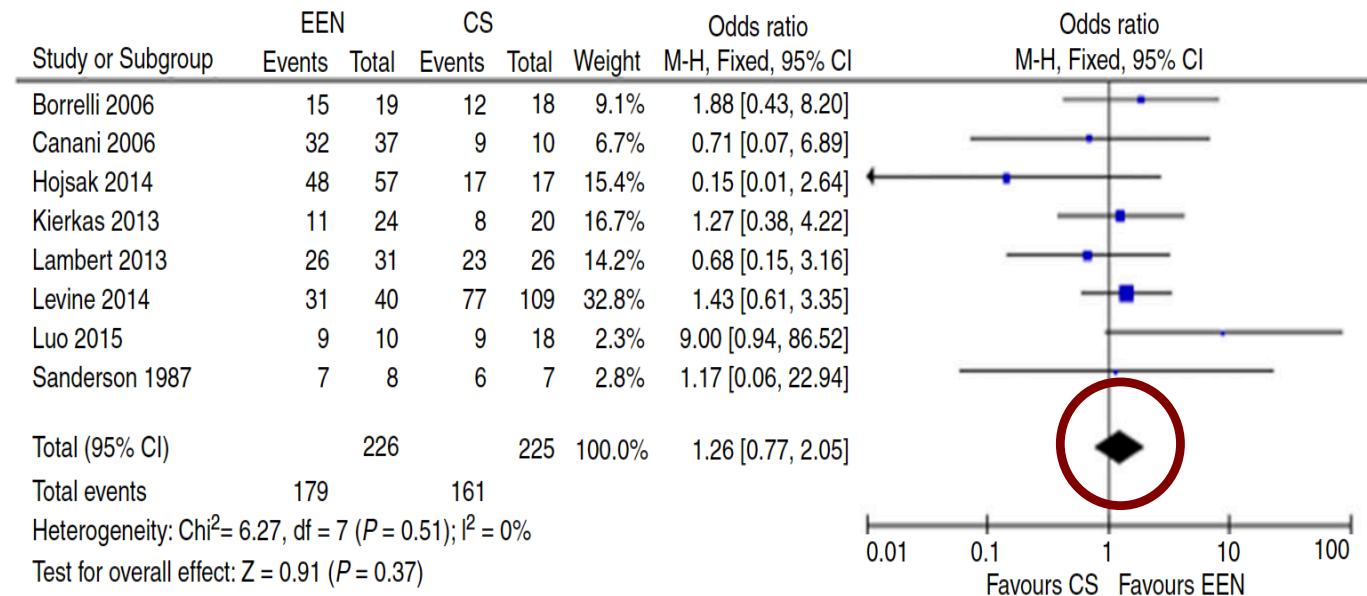 EEN CS Odds ratio Odds ratio
Study or Subgroup Events Total Events Total Weight M-H, Fixed, 95% CI M-H, Fixed, 95% CI
Borrelli 2006 15 19 12 18 9.1% 1.88 [0.43, 8.20]
Canani 2006 32 37 9 10 6.7% 0.71 [0.07, 6.89]
Hojsak 2014 48 57 17 17 15.4% 0.15 [0.01, 2.64]
Kierkas 2013 11 24 8 20 16.7% 1.27 [0.38, 4.22]
Lambert 2013 26 31 23 26 14.2% 0.68 [0.15, 3.16]
Levine 2014 31 40 77 109 32.8% 1.43 [0.61, 3.35]
Luo 2015 9 10 9 18 2.3% 9.00 [0.94, 86.52]
Sanderson 1987 7 8 6 7 2.8% 1.17 [0.06, 22.94]
Total (95% CI) 226 225 100.0% 1.26 [0.77, 2.05]
Total events 179 161
Heterogeneity: Chi²= 6.27, df = 7 (P = 0.51); I² = 0%
Test for overall effect: Z = 0.91 (P = 0.37)
0.01 0.1 1 10 100
Favours CS Favours EEN